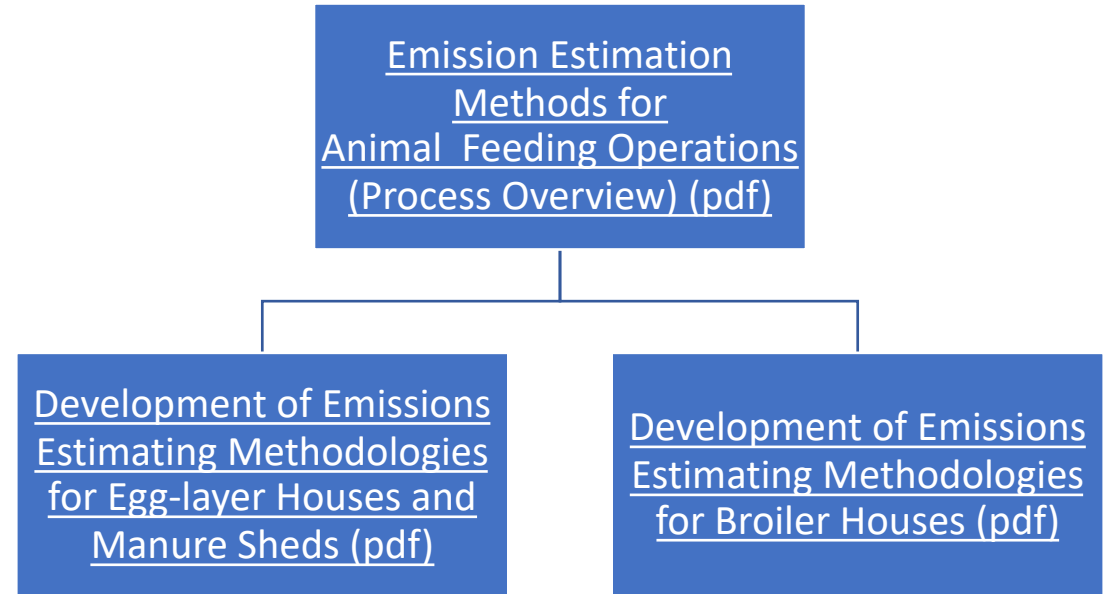 Emission Estimation
Methods for
Animal  Feeding Operations
(Process Overview) (pdf)
Development of Emissions
Estimating Methodologies
for Egg-layer Houses and
Manure Sheds (pdf)
Development of Emissions
Estimating Methodologies
for Broiler Houses (pdf)